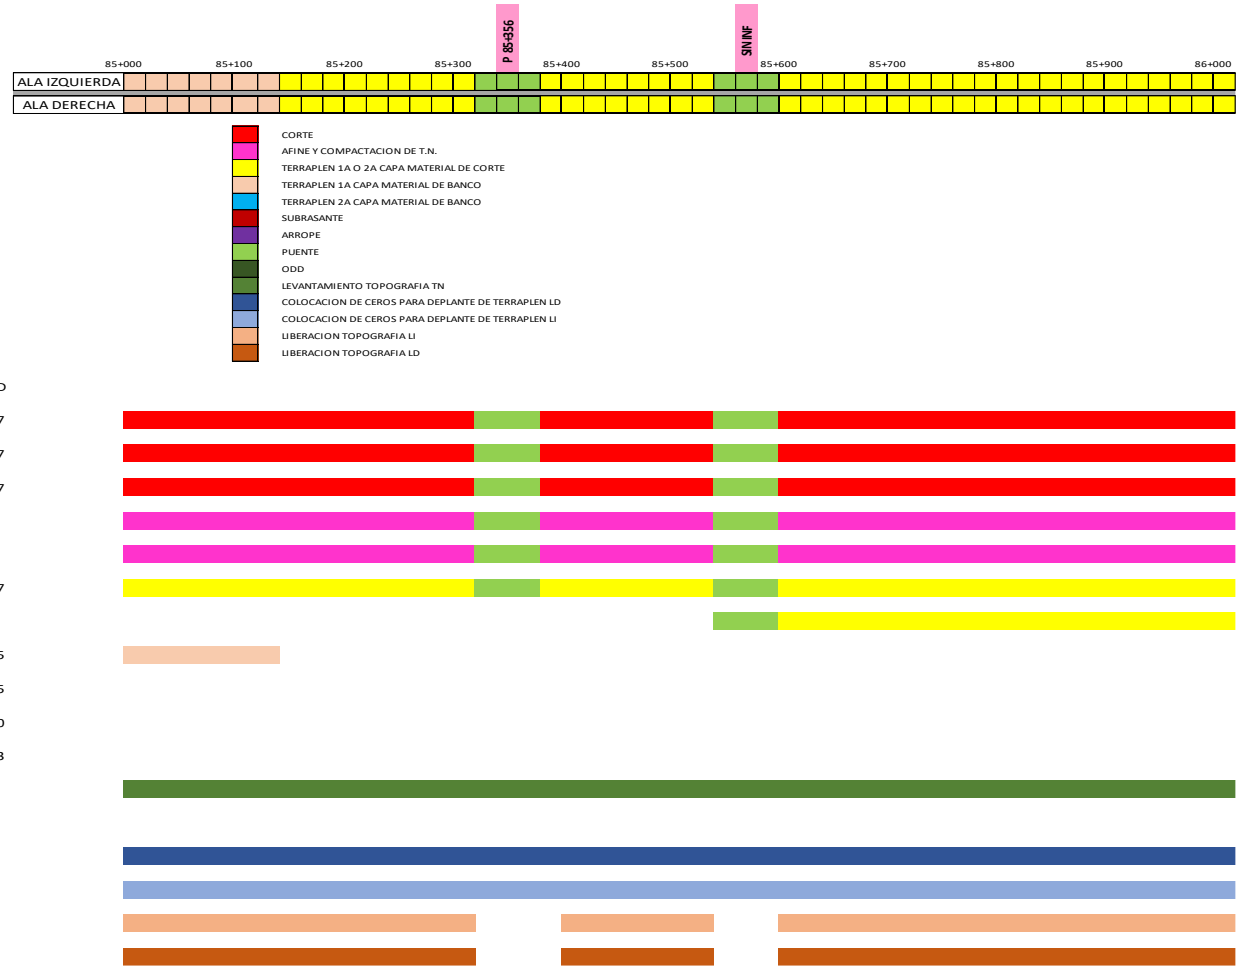 P 85+356
SIN INF
85+000 85+100 85+200 85+300 85+400 85+500 85+600 85+700 85+800 85+900 86+000
ALA IZQUIERDA
ALA DERECHA
CORTE
AFINE Y COMPACTACION DE T.N.
TERRAPLEN 1A O 2A CAPA MATERIAL DE CORTE
TERRAPLEN 1A CAPA MATERIAL DE BANCO
TERRAPLEN 2A CAPA MATERIAL DE BANCO
SUBRASANTE
ARROPE
PUENTE
ODD
LEVANTAMIENTO TOPOGRAFIA TN
COLOCACION DE CEROS PARA DEPLANTE DE TERRAPLEN LD
COLOCACION DE CEROS PARA DEPLANTE DE TERRAPLEN LI
LIBERACION TOPOGRAFIA LI
LIBERACION TOPOGRAFIA LD